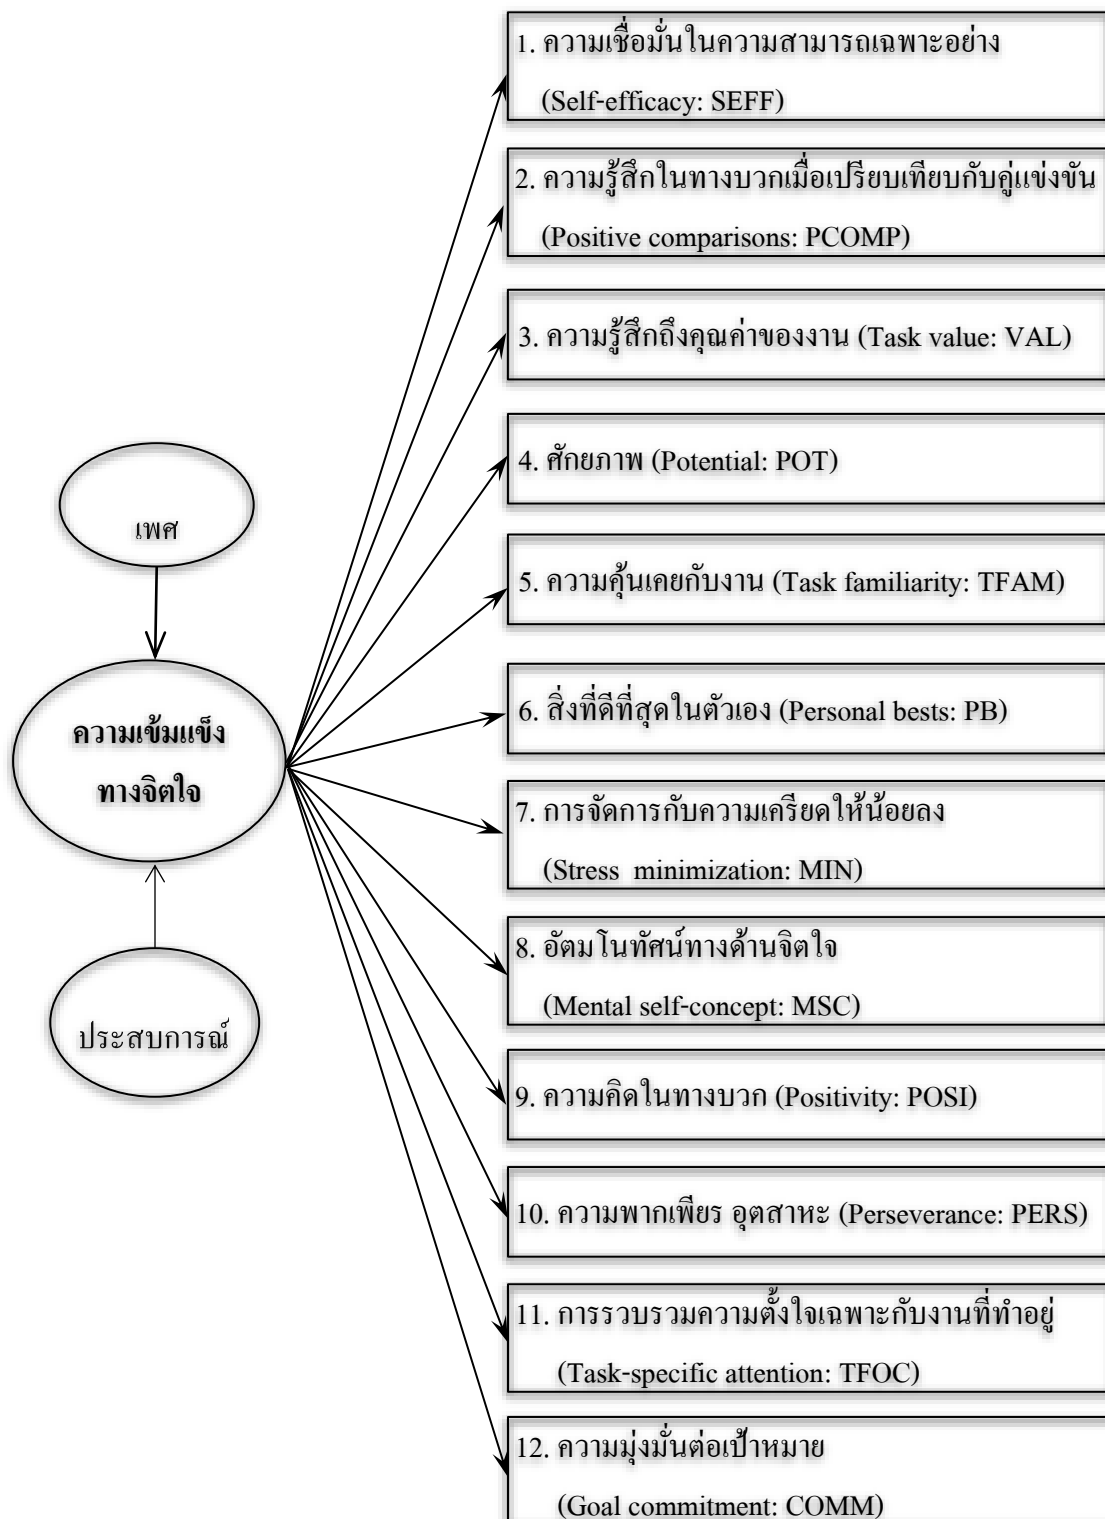 1. ความเชื่อมั่นในความสามารถเฉพาะอย่าง
(Self-efficacy: SEFF)
2. ความรู้สึกในทางบวกเมื่อเปรียบเทียบกับคู่แข่งขัน
(Positive comparisons: PCOMP)
3. ความรู้สึกถึงคุณค่าของงาน (Task value: VAL)
4. ศักยภาพ (Potential: POT)
เพศ
5. ความคุ้นเคยกับงาน (Task familiarity: TFAM)
6. สิ่งที่ดีที่สุดในตัวเอง (Personal bests: PB)
ความเข้มแข็ง
ทางจิตใจ
7. การจัดการกับความเครียดให้น้อยลง
(Stress minimization: MIN)
8. อัตมโนทัศน์ทางด้านจิตใจ
(Mental self-concept: MSC)
ประสบการณ์
9. ความคิดในทางบวก (Positivity: POSI)
10. ความพากเพียร อุตสาหะ (Perseverance: PERS)
11. การรวบรวมความตั้งใจเฉพาะกับงานที่ทำอยู่
(Task-specific attention: TFOC)
12. ความมุ่งมั่นต่อเป้าหมาย
(Goal commitment: COMM)